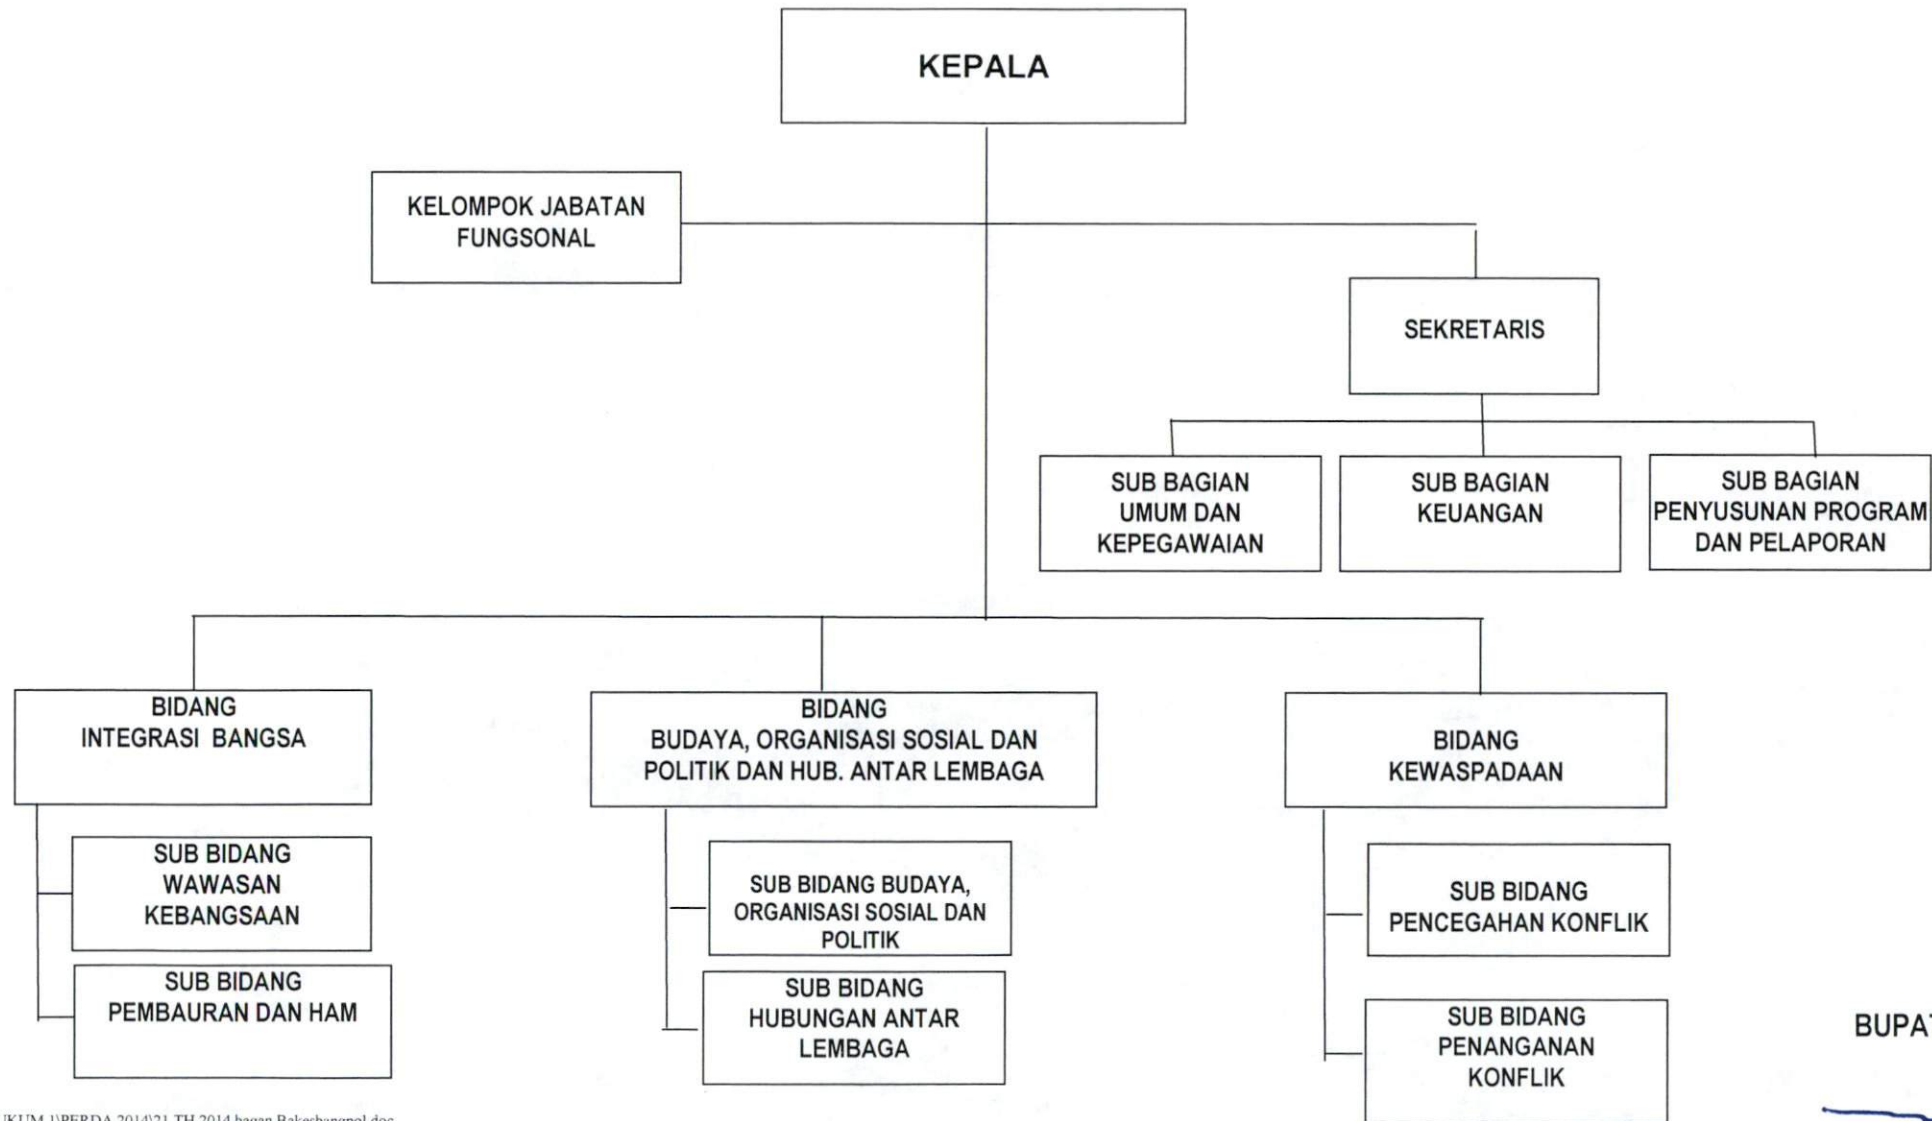 KEPALA
KELOMPOK JABATAN
FUNGSONAL
SEKRETARIS
SUB BAGIAN
UMUM DAN
KEPEGAWAIAN
SUB BAGIAN
KEUANGAN
SUB BAGIAN
PENYUSUNAN PROGRAM
DAN PELAPORAN
BIDANG
INTEGRASI BANGSA
BIDANG
BUDAYA, ORGANISASI SOSIAL DAN
POLITIK DAN HUB. ANTAR LEMBAGA
BIDANG
KEWASPADAAN
SUB BIDANG
WAWASAN
KEBANGSAAN
SUB BIDANG
PEMBAURAN DAN HAM
SUB BIDANG BUDAYA,
ORGANISASI SOSIAL DAN
POLITIK
SUB BIDANG
HUBUNGAN ANTAR
LEMBAGA
SUB BIDANG
PENCEGAHAN KONFLIK
SUB BIDANG
PENANGANAN
KONFLIK
BUPAT